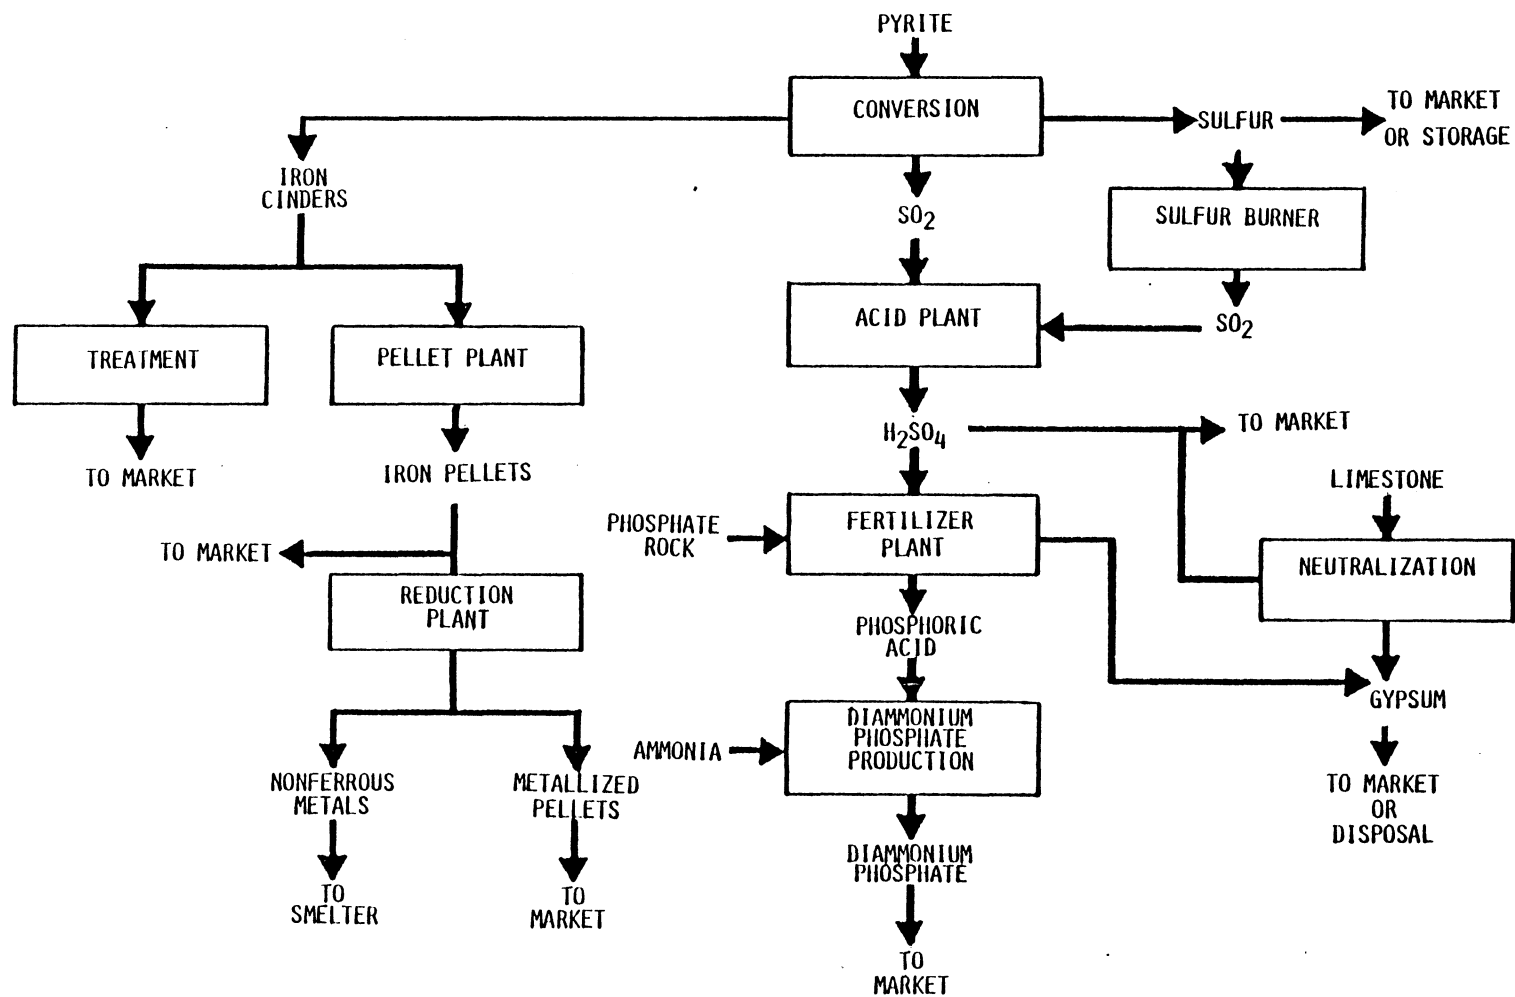 PYRITE
CONVERSION
SULFUR
TO MARKET
OR STORAGE
IRON
CINDERS
SO2
SULFUR BURNER
ACID PLANT
SO2
TREATMENT
PELLET PLANT
H2SO4
TO MARKET
TO MARKET
IRON PELLETS
LIMESTONE
PHOSPHATE
ROCK
FERTILIZER
PLANT
TO MARKET
NEUTRALIZATION
REDUCTION
PLANT
PHOSPHORIC
ACID
GYPSUM
AMMONIA
DIAMMONIUM
PHOSPHATE
PRODUCTION
NONFERROUS
METALS
METALLIZED
PELLETS
TO MARKET
OR
DISPOSAL
DIAMMONIUM
PHOSPHATE
TO
SMELTER
TO
MARKET
TO
MARKET